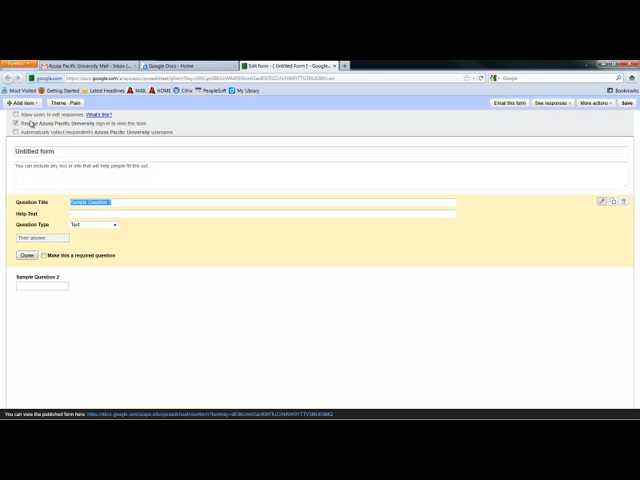 Firefox
Azusa Pacific University Mail - Inbox (
Google Docs - Home
Edit form - [ Untitled Form ] - Google...
google.com
Google
Most Visited Getting Started Latest Headlines MAIL HOME Citrix PeopleSoft My Library
Add item Theme: Plain Email this form See responses More actions Save
Allow users to edit responses. What's this?
Azusa Pacific University sign-in to view this form.
Automatically collect respondent's Azusa Pacific University username.
Untitled form
You can include any text or info that will help people fill this out.
Question Title Sample Question 1
Help Text
Question Type Text
Their answer
Done Make this a required question
Sample Question 2
You can view the published form here: